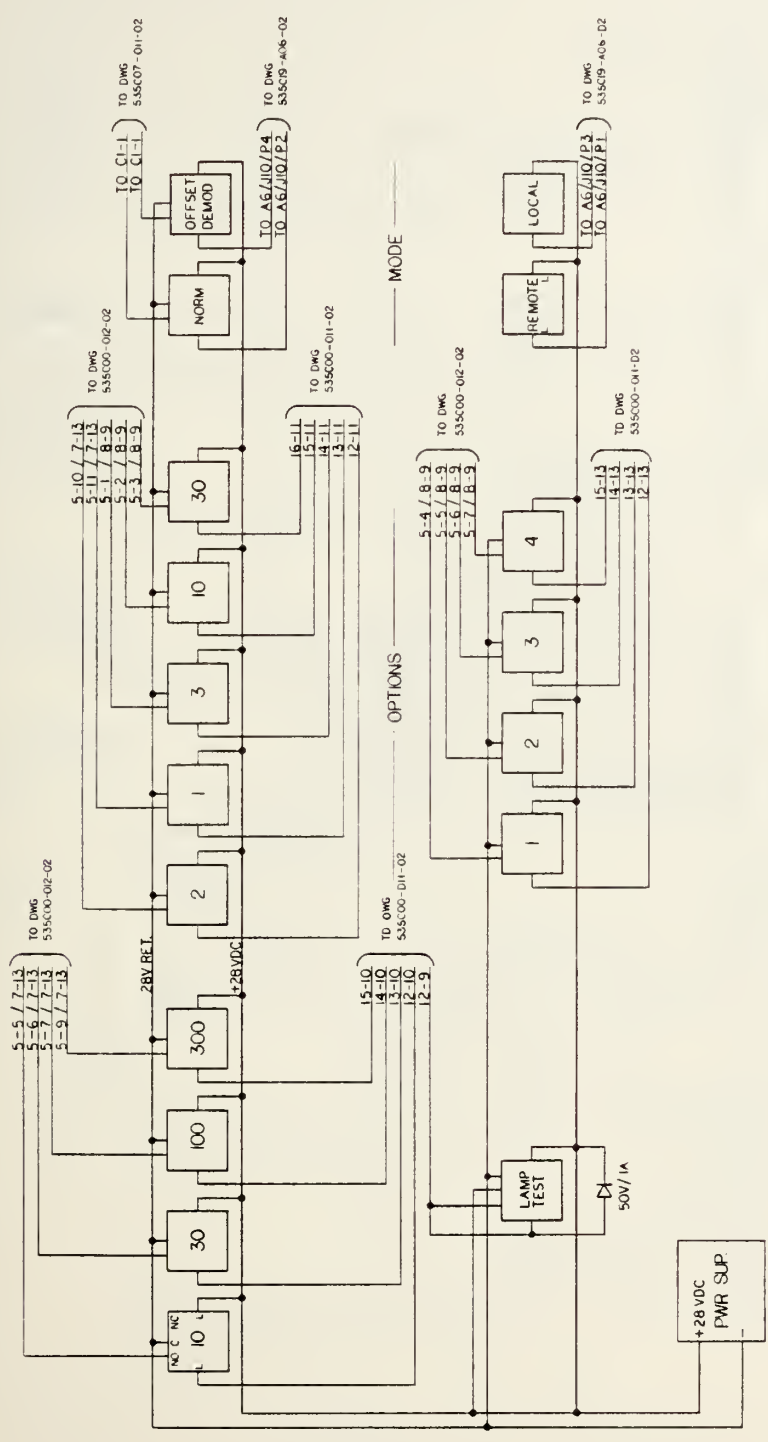 TO DWG
535C07-011-02
TO C1-1
TO C1-1
OFFSET
DEMOD
NORM
TO A6/J10/P4
TO A6/J10/P2
TO DWG
535C19-A06-02
TO DWG
535C00-012-02
5-10 / 7-13
5-11 / 7-13
5-1 / 8-9
5-2 / 8-9
5-3 / 8-9
30
10
3
1
2
16-11
15-11
14-11
13-11
12-11
TO DWG
535C00-011-02
TO DWG
535C00-012-02
5-5 / 7-13
5-6 / 7-13
5-7 / 7-13
5-9 / 7-13
28V RET.
+28VDC
300
100
30
NO C NC
L 10 L
15-10
14-10
13-10
12-10
12-9
TD OWG
535C00-D11-02
OPTIONS
MODE
LOCAL
REMOTE
L L
TO A6/J10/P3
TO A6/J10/P1
TO DWG
535C19-A06-D2
TO DWG
535C00-012-02
5-4 / 8-9
5-5 / 8-9
5-6 / 8-9
5-7 / 8-9
4
3
2
1
15-13
14-13
13-13
12-13
TD DWG
535C00-011-D2
LAMP
TEST
50V/1A
+28VDC
PWR SUP.
–